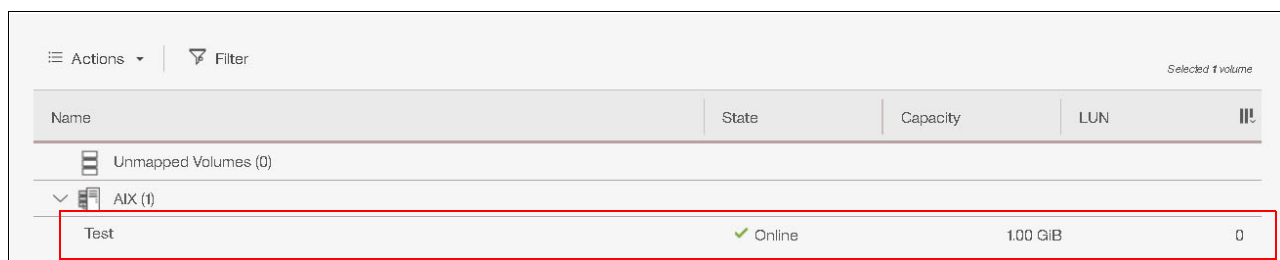 Actions Filter
Selected 1 volume
Name State Capacity LUN
Unmapped Volumes (0)
AIX (1)
Test Online 1.00 GiB 0